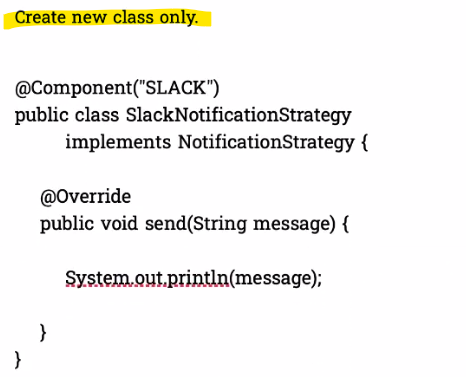 Create new class only.
@Component("SLACK")
public class SlackNotificationStrategy
implements NotificationStrategy {
@Override
public void send(String message) {
System.out.println(message);
}
}